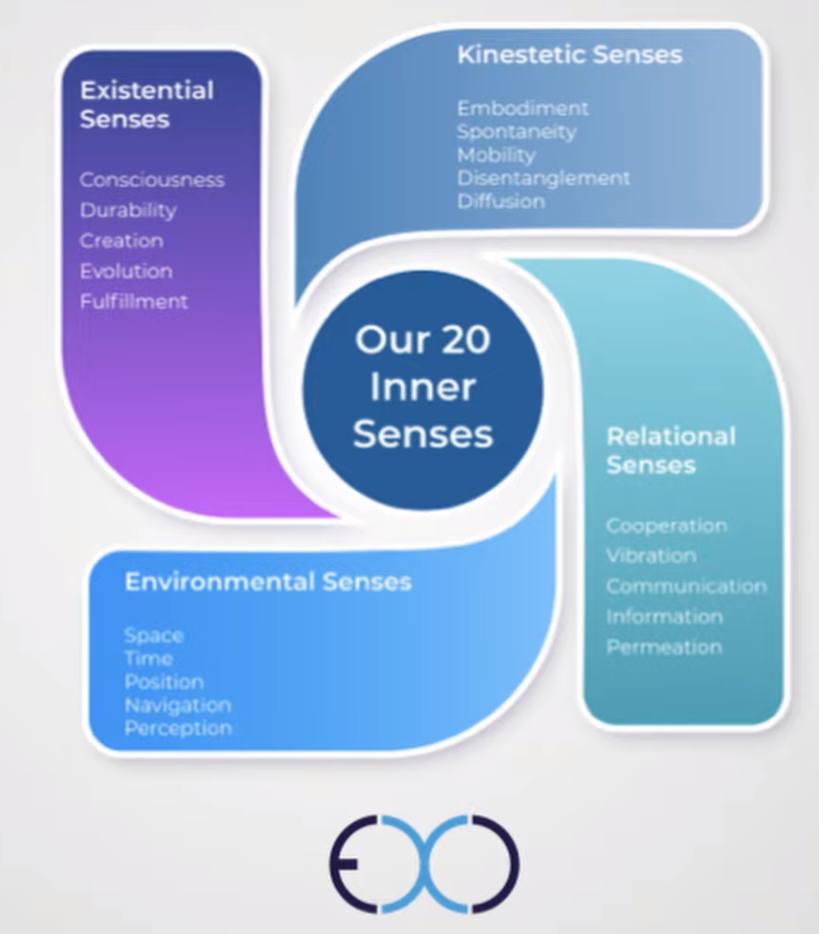 Existential
Senses
Consciousness
Durability
Creation
Evolution
Fulfillment
Kinestetic Senses
Embodiment
Spontaneity
Mobility
Disentanglement
Diffusion
Our 20
Inner
Senses
Relational
Senses
Cooperation
Vibration
Communication
Information
Permeation
Environmental Senses
Space
Time
Position
Navigation
Perception
EXO